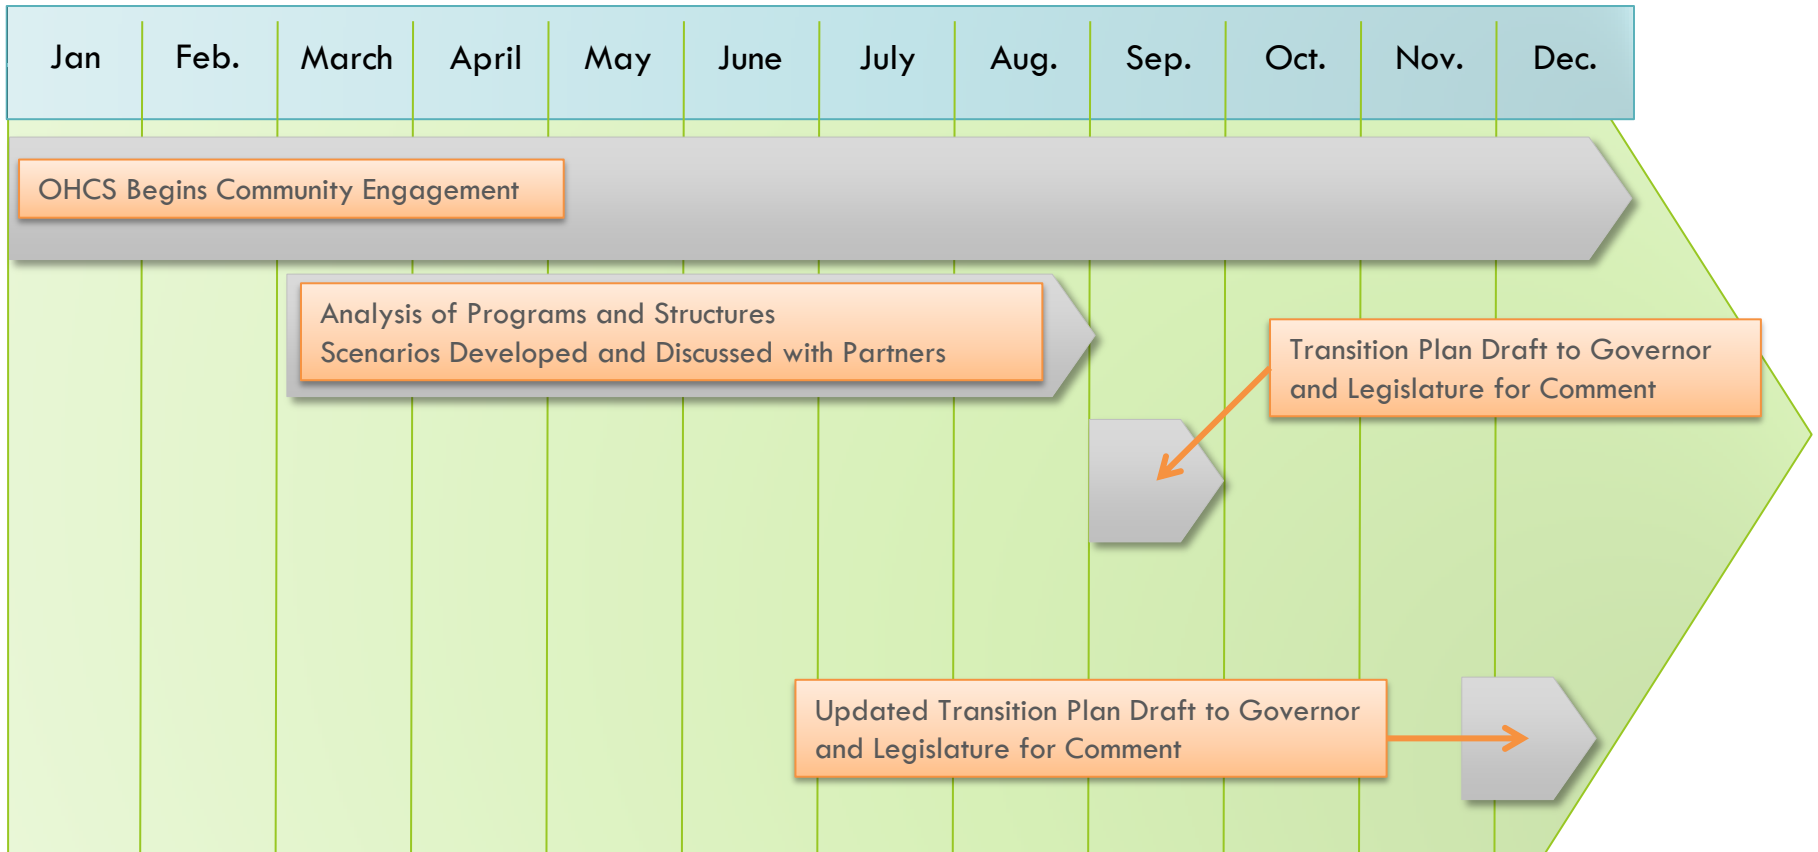 Jan Feb. March April May June July Aug. Sep. Oct. Nov. Dec.
OHCS Begins Community Engagement
Analysis of Programs and Structures
Scenarios Developed and Discussed with Partners
Transition Plan Draft to Governor
and Legislature for Comment
Updated Transition Plan Draft to Governor
and Legislature for Comment